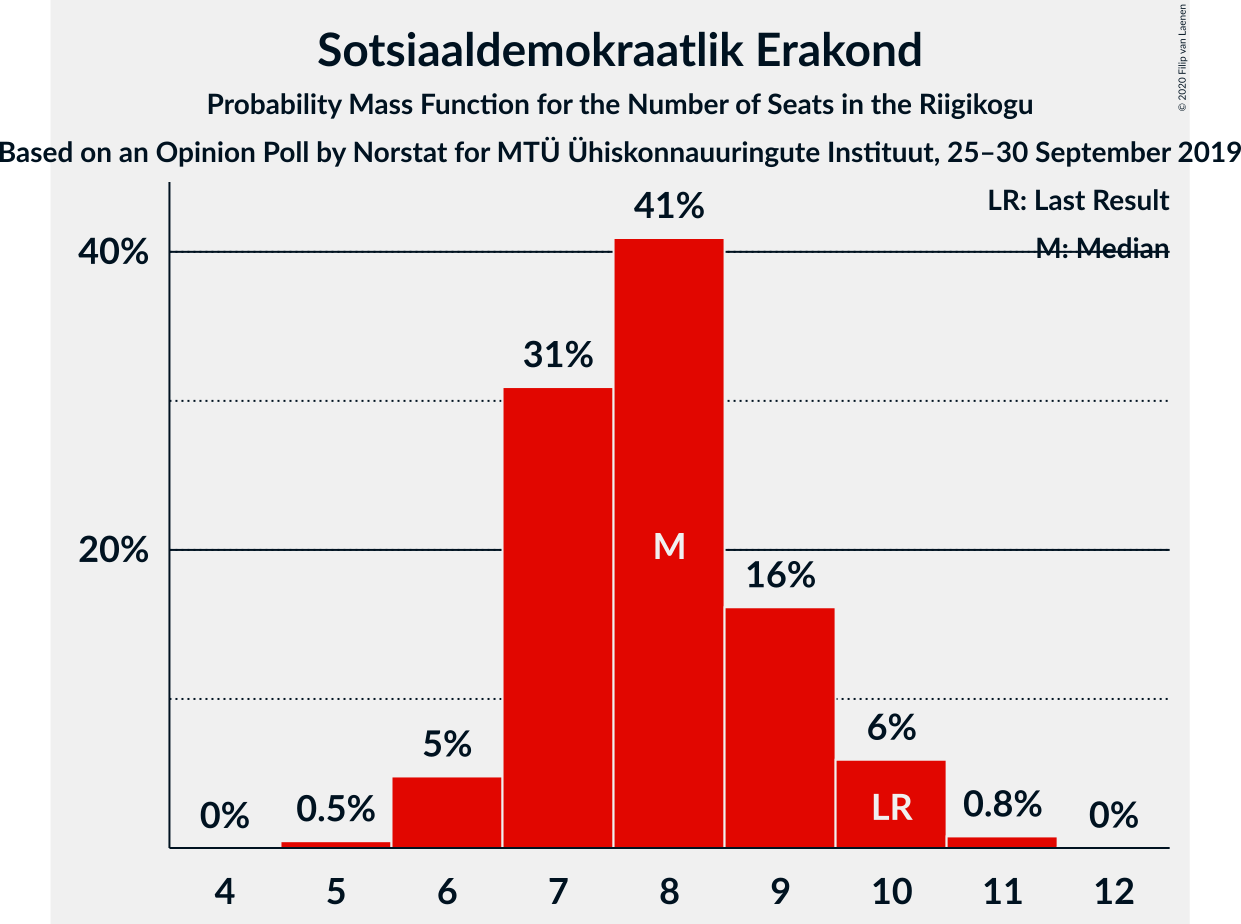 Sotsiaaldemokraatlik Erakond
Probability Mass Function for the Number of Seats in the Riigikogu
Based on an Opinion Poll by Norstat for MTÜ Ühiskonnauuringute Instituut, 25–30 September 2019
© 2020 Filip van Laenen
LR: Last Result
M: Median
40%
20%
0%
0.5%
5%
31%
41%
16%
6%
0.8%
0%
M
LR
4 5 6 7 8 9 10 11 12